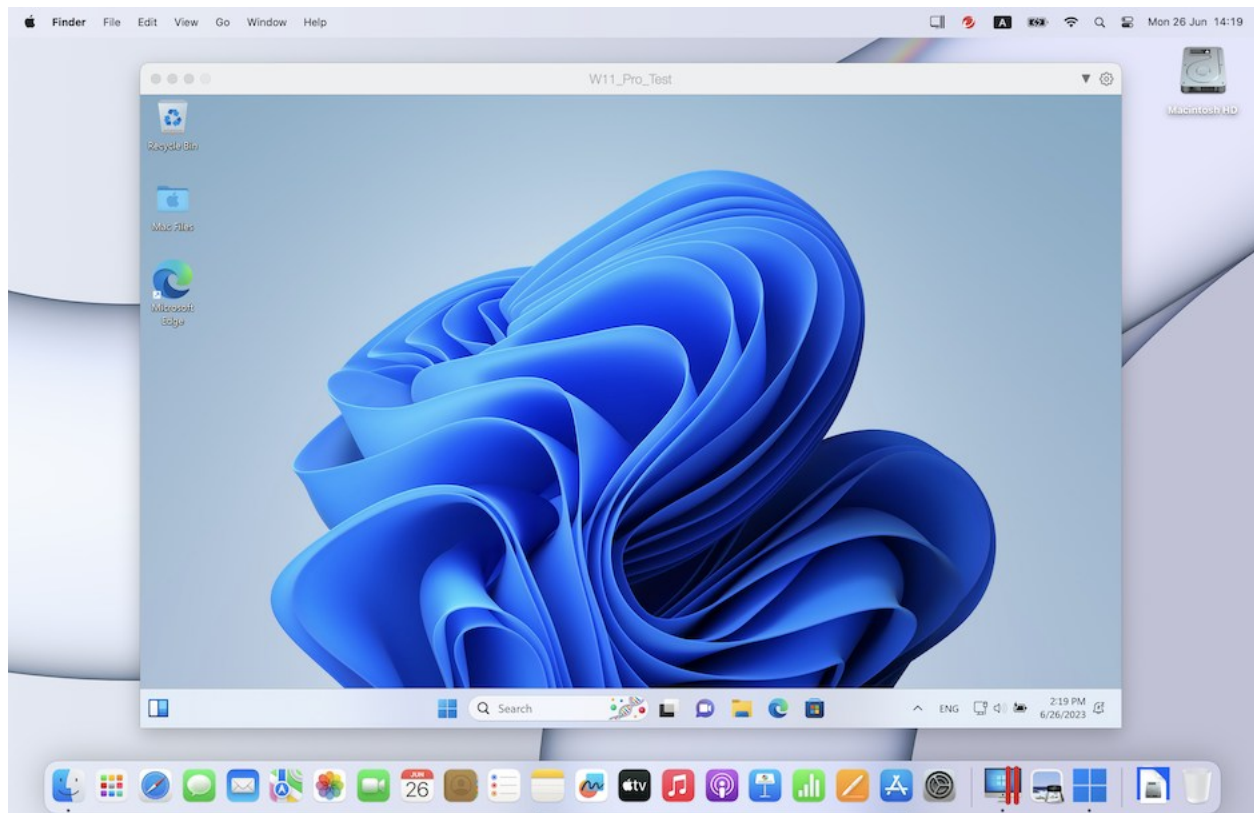 Finder File Edit View Go Window Help
A
Mon 26 Jun 14:19
W11_Pro_Test
Macintosh HD
Recycle Bin
Mac Files
Microsoft
Edge
Search
ENG
2:19 PM
6/26/2023
JUN
26
tv